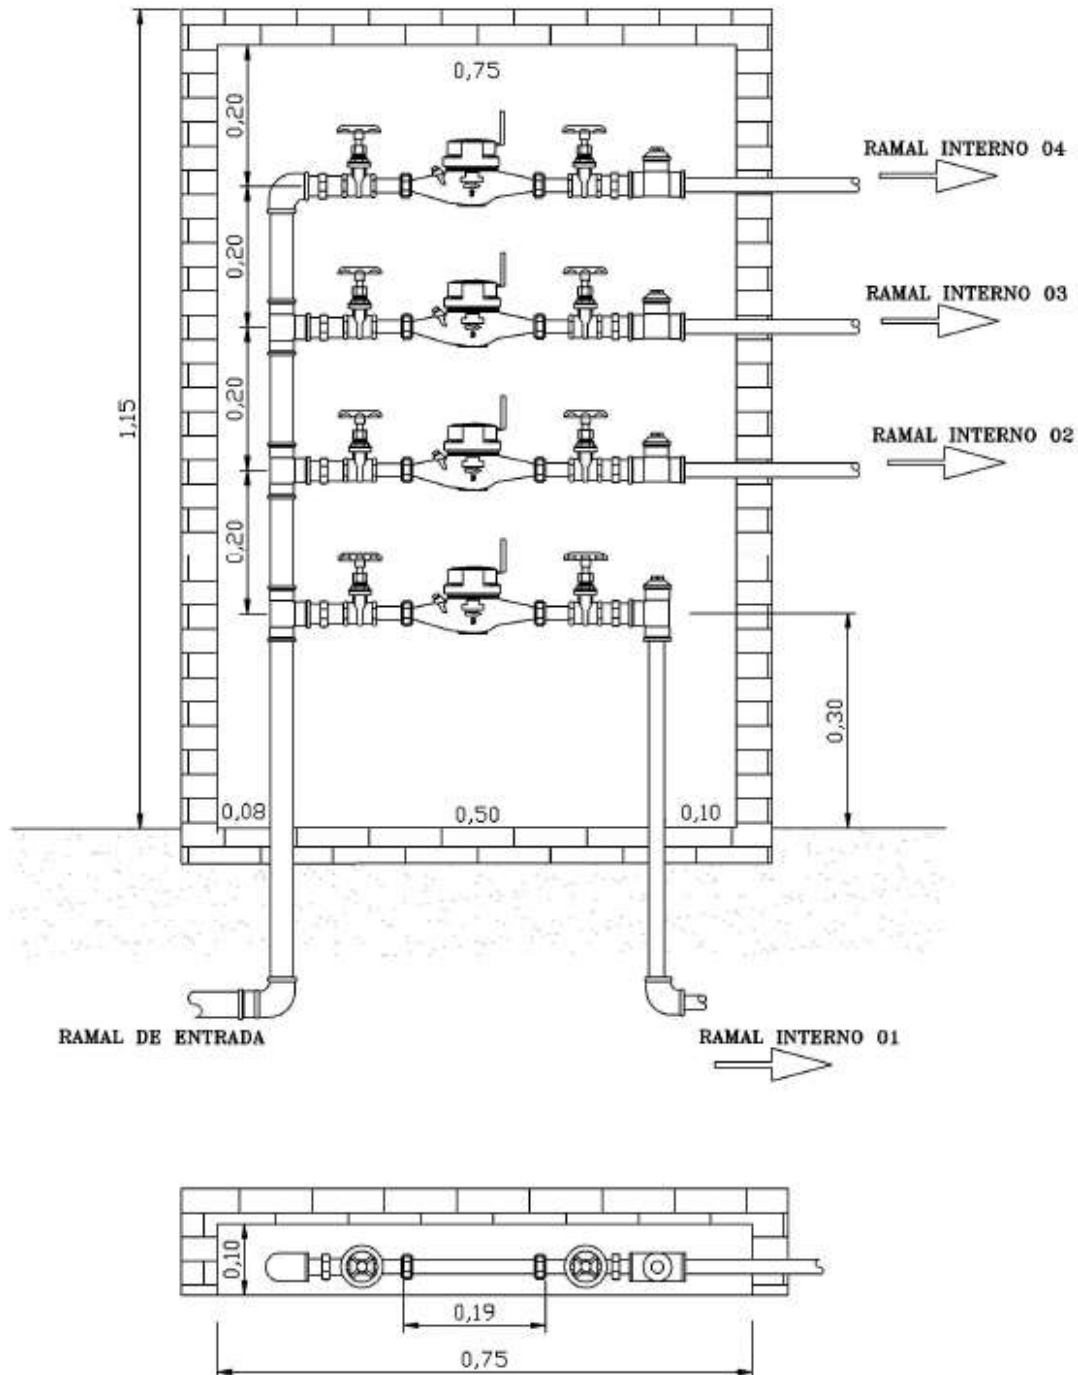 0,75
0,20
RAMAL INTERNO 04
0,20
RAMAL INTERNO 03
0,20
1,15
RAMAL INTERNO 02
0,20
0,30
0,08
0,50
0,10
RAMAL DE ENTRADA
RAMAL INTERNO 01
0,10
0,19
0,75